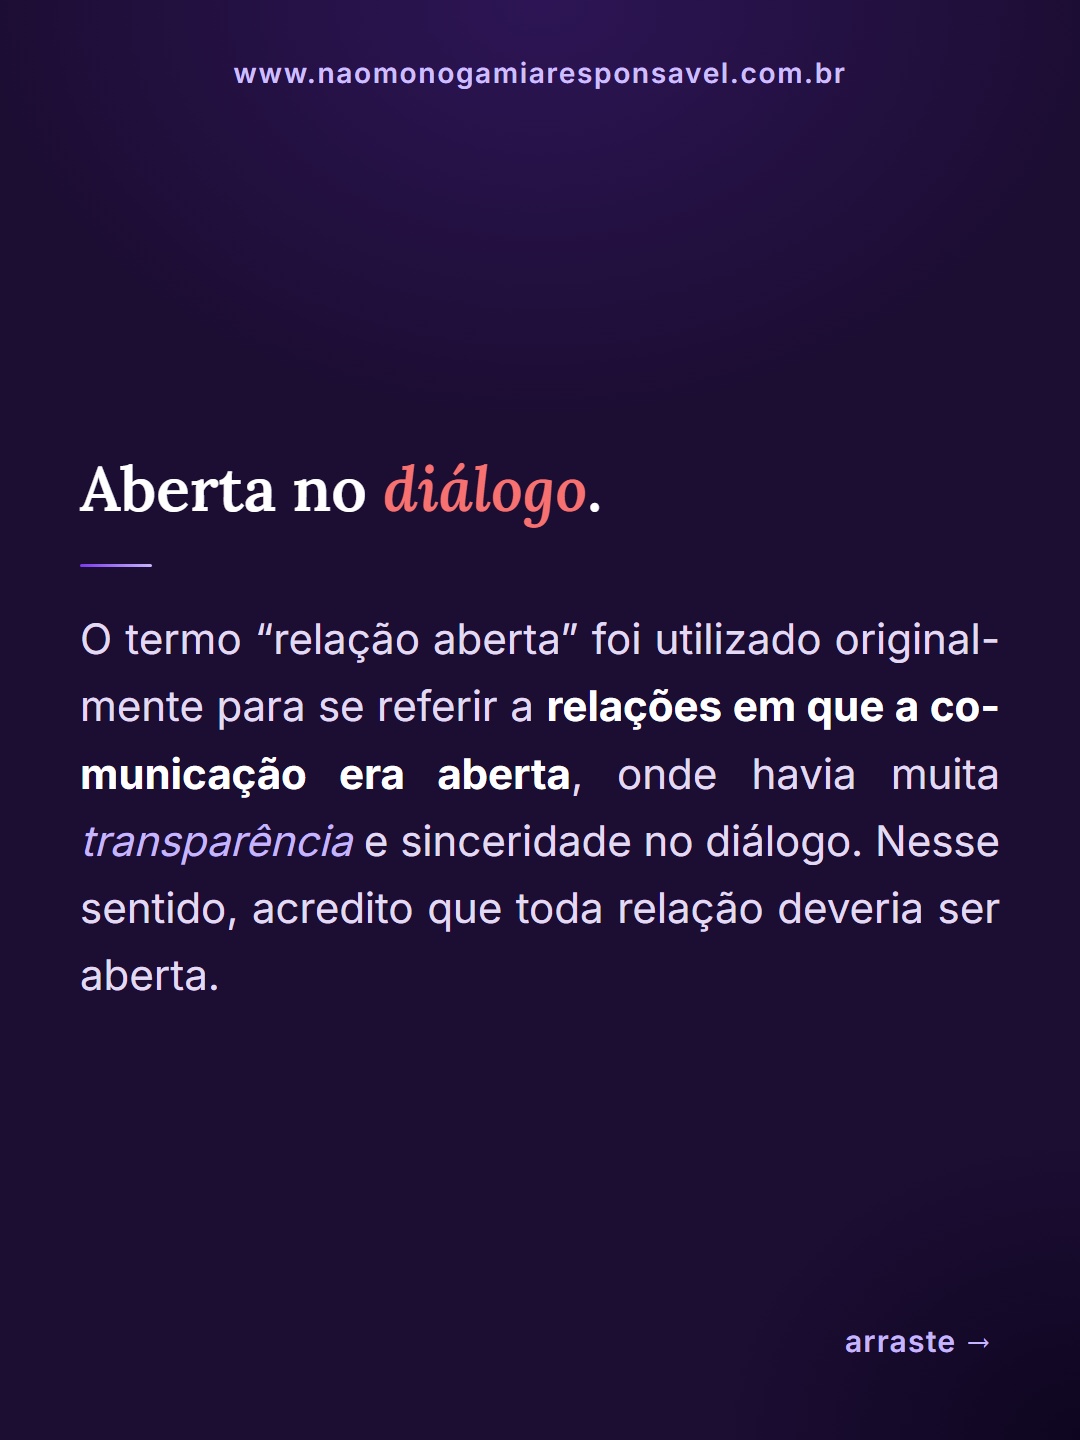 www.naomonogamiaresponsavel.com.br
Aberta no diálogo.
O termo “relação aberta” foi utilizado original-
mente para se referir a relações em que a co-
municação era aberta, onde havia muita
transparência e sinceridade no diálogo. Nesse
sentido, acredito que toda relação deveria ser
aberta.
arraste →